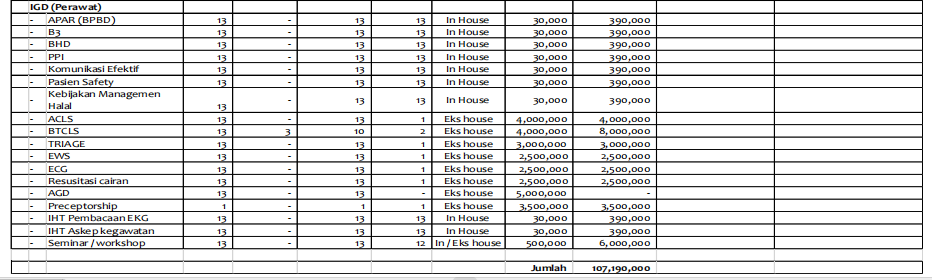 IGD (Perawat)
- APAR (BPBD) 13 - 13 13 In House 30,000 390,000
- B3 13 - 13 13 In House 30,000 390,000
- BHD 13 - 13 13 In House 30,000 390,000
- PPI 13 - 13 13 In House 30,000 390,000
- Komunikasi Efektif 13 - 13 13 In House 30,000 390,000
- Pasien Safety 13 - 13 13 In House 30,000 390,000
- Kebijakan Managemen
Halal 13 - 13 13 In House 30,000 390,000
- ACLS 13 - 13 1 Eks house 4,000,000 4,000,000
- BTCLS 13 3 10 2 Eks house 4,000,000 8,000,000
- TRIAGE 13 - 13 1 Eks house 3,000,000 3,000,000
- EWS 13 - 13 1 Eks house 2,500,000 2,500,000
- ECG 13 - 13 1 Eks house 2,500,000 2,500,000
- Resusitasi cairan 13 - 13 1 Eks house 2,500,000 2,500,000
- AGD 13 - 13 - Eks house 5,000,000 -
- Preceptorship 1 - 1 1 Eks house 3,500,000 3,500,000
- IHT Pembacaan EKG 13 - 13 13 In House 30,000 390,000
- IHT Askep kegawatan 13 - 13 13 In House 30,000 390,000
- Seminar / workshop 13 - 13 12 In / Eks house 500,000 6,000,000
Jumlah 107,190,000